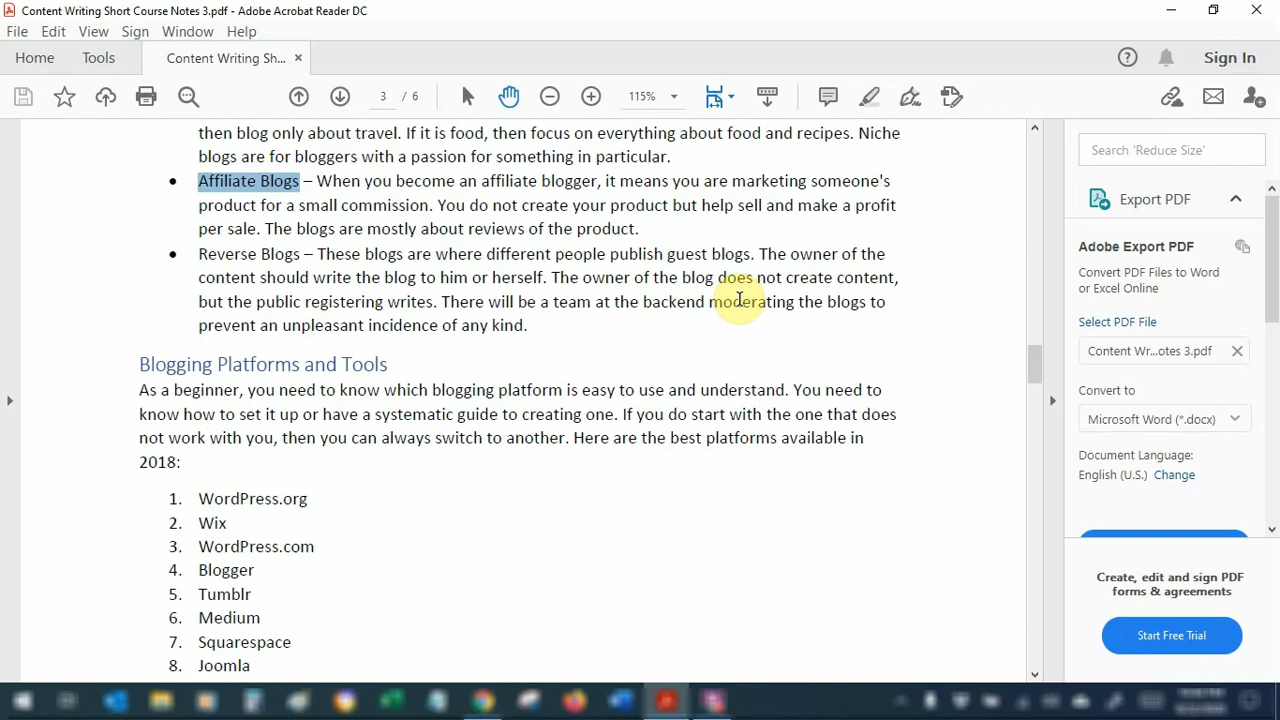 Content Writing Short Course Notes 3.pdf - Adobe Acrobat Reader DC
File Edit View Sign Window Help
Home Tools Content Writing Sh... × Sign In
3 / 6 115%
then blog only about travel. If it is food, then focus on everything about food and recipes. Niche
blogs are for bloggers with a passion for something in particular.
• Affiliate Blogs – When you become an affiliate blogger, it means you are marketing someone's
product for a small commission. You do not create your product but help sell and make a profit
per sale. The blogs are mostly about reviews of the product.
• Reverse Blogs – These blogs are where different people publish guest blogs. The owner of the
content should write the blog to him or herself. The owner of the blog does not create content,
but the public registering writes. There will be a team at the backend moderating the blogs to
prevent an unpleasant incidence of any kind.
Blogging Platforms and Tools
As a beginner, you need to know which blogging platform is easy to use and understand. You need to
know how to set it up or have a systematic guide to creating one. If you do start with the one that does
not work with you, then you can always switch to another. Here are the best platforms available in
2018:
1. WordPress.org
2. Wix
3. WordPress.com
4. Blogger
5. Tumblr
6. Medium
7. Squarespace
8. Joomla
Search 'Reduce Size'
Export PDF
Adobe Export PDF
Convert PDF Files to Word
or Excel Online
Select PDF File
Content Wr...otes 3.pdf
Convert to
Microsoft Word (*.docx)
Document Language:
English (U.S.) Change
Create, edit and sign PDF
forms & agreements
Start Free Trial